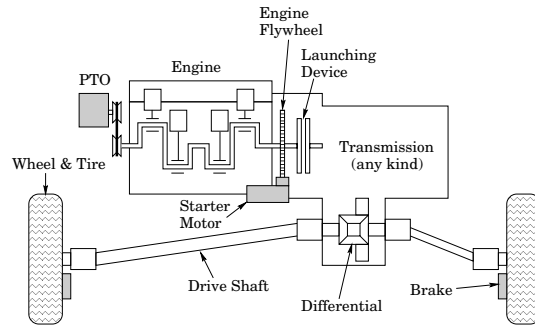 Engine
Flywheel
Launching
Device
Engine
PTO
Transmission
(any kind)
Wheel & Tire
Starter
Motor
Drive Shaft
Differential
Brake